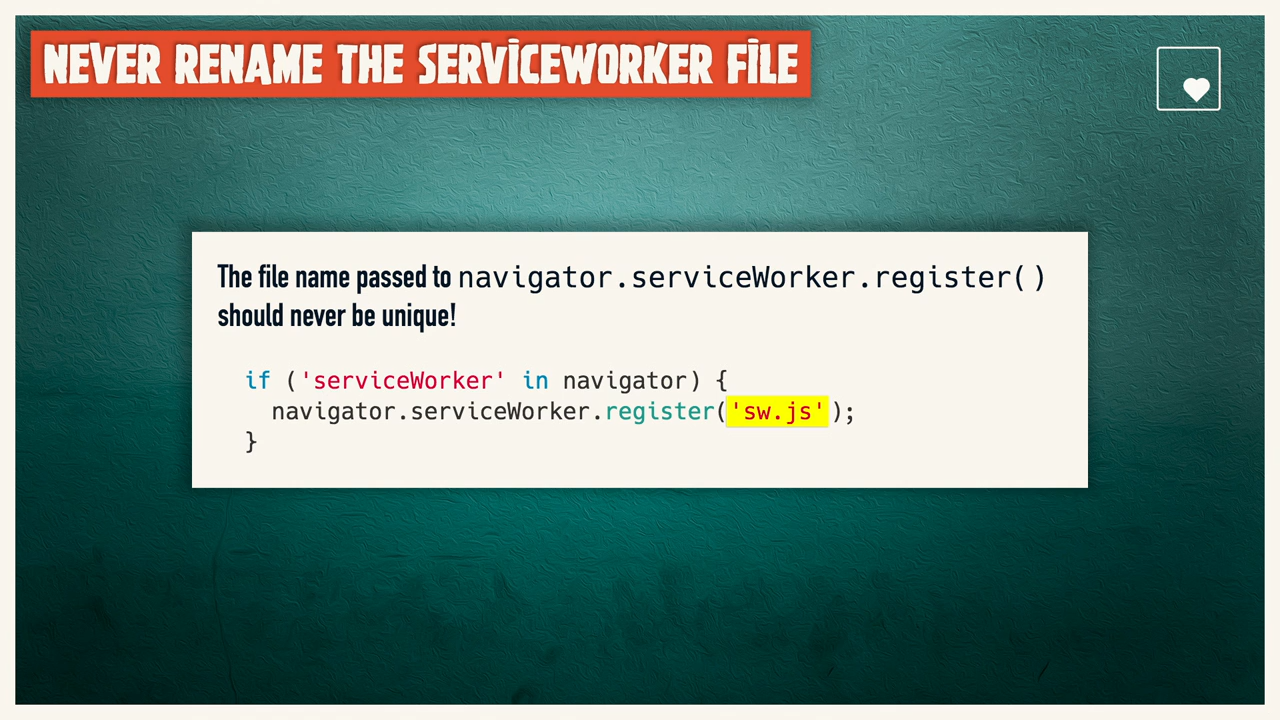 NEVER RENAME THE SERVICEWORKER FILE
The file name passed to navigator.serviceWorker.register()
should never be unique!
if ('serviceWorker' in navigator) {
  navigator.serviceWorker.register('sw.js');
}